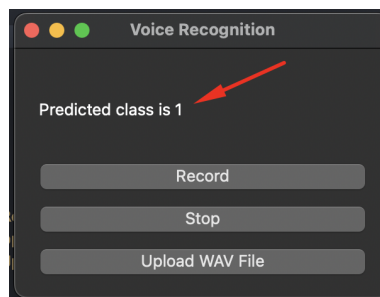 Voice Recognition
Predicted class is 1
Record
Stop
Upload WAV File